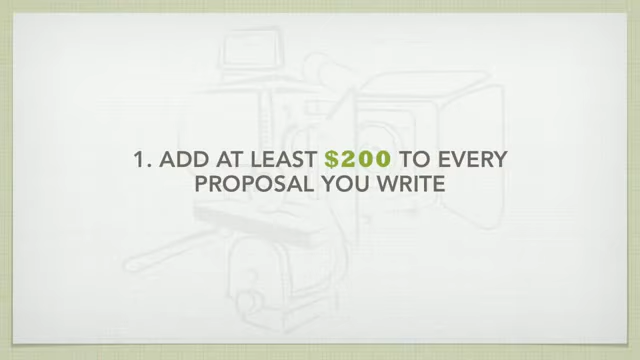 1. ADD AT LEAST $200 TO EVERY
PROPOSAL YOU WRITE